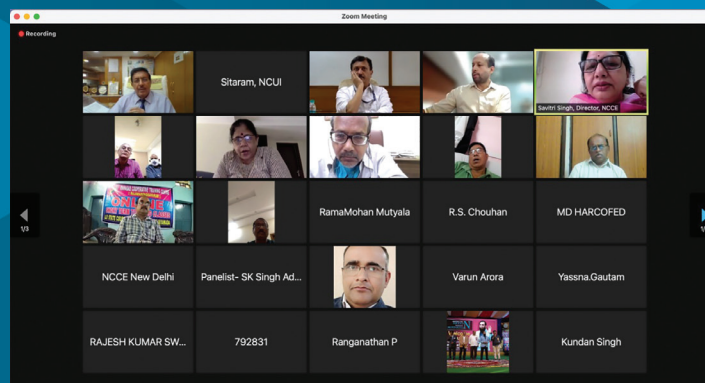 Zoom Meeting
Recording
Sitaram, NCUI
Savitri Singh, Director, NCCE
ONLINE
1/3
RamaMohan Mutyala
R.S. Chouhan
MD HARCOFED
NCCE New Delhi
Panelist- SK Singh Ad...
Varun Arora
Yassna.Gautam
RAJESH KUMAR SW...
792831
Ranganathan P
Kundan Singh